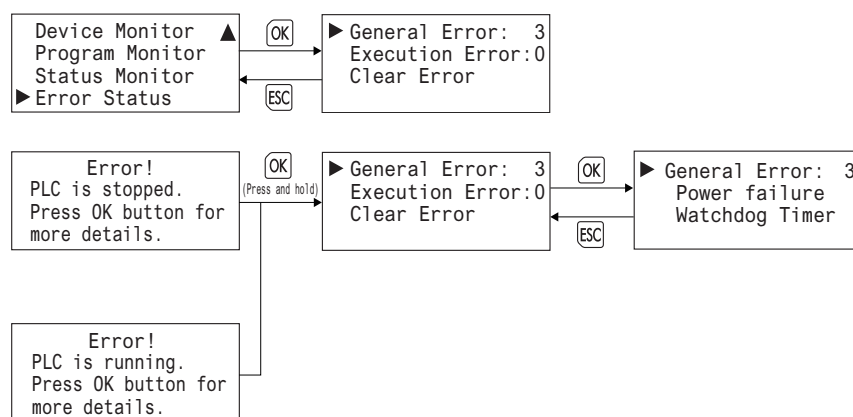 Device Monitor ▲
Program Monitor
Status Monitor
▶ Error Status
OK
ESC
▶ General Error: 3
Execution Error:0
Clear Error
Error!
PLC is stopped.
Press OK button for
more details.
OK
(Press and hold)
▶ General Error: 3
Execution Error:0
Clear Error
OK
ESC
▶ General Error: 3
Power failure
Watchdog Timer
Error!
PLC is running.
Press OK button for
more details.